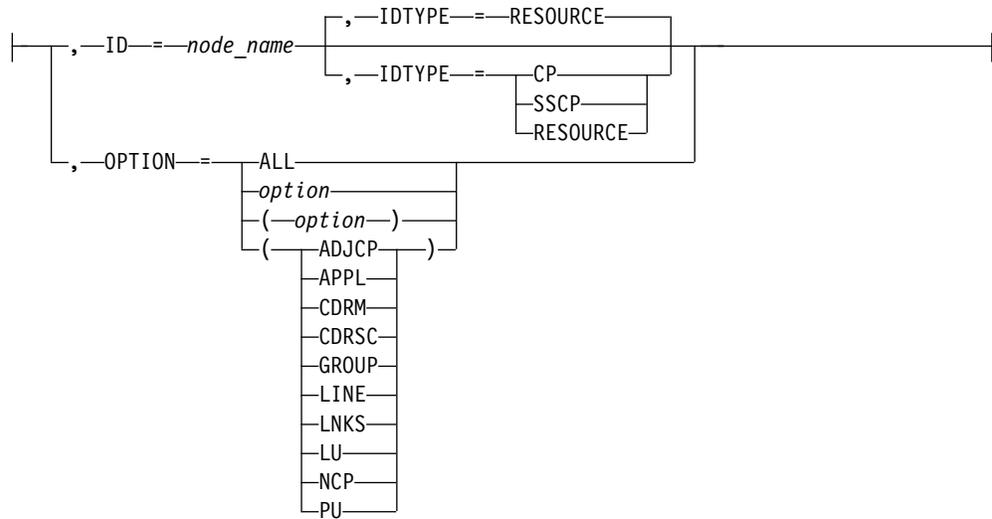 , IDTYPE = RESOURCE
, ID = node_name
, IDTYPE = CP
SSCP
RESOURCE
, OPTION = ALL
option
( option )
( ADJCP )
APPL
CDRM
CDRSC
GROUP
LINE
LNKS
LU
NCP
PU